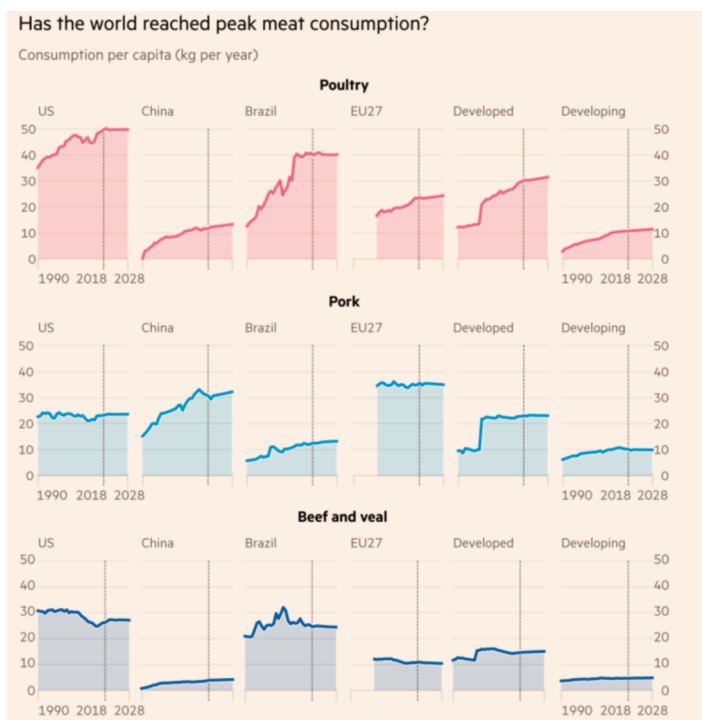 Has the world reached peak meat consumption?
Consumption per capita (kg per year)
Poultry
US China Brazil EU27 Developed Developing
50 50
40 40
30 30
20 20
10 10
0 0
1990 2018 2028 1990 2018 2028
Pork
US China Brazil EU27 Developed Developing
50 50
40 40
30 30
20 20
10 10
0 0
1990 2018 2028 1990 2018 2028
Beef and veal
US China Brazil EU27 Developed Developing
50 50
40 40
30 30
20 20
10 10
0 0
1990 2018 2028 1990 2018 2028